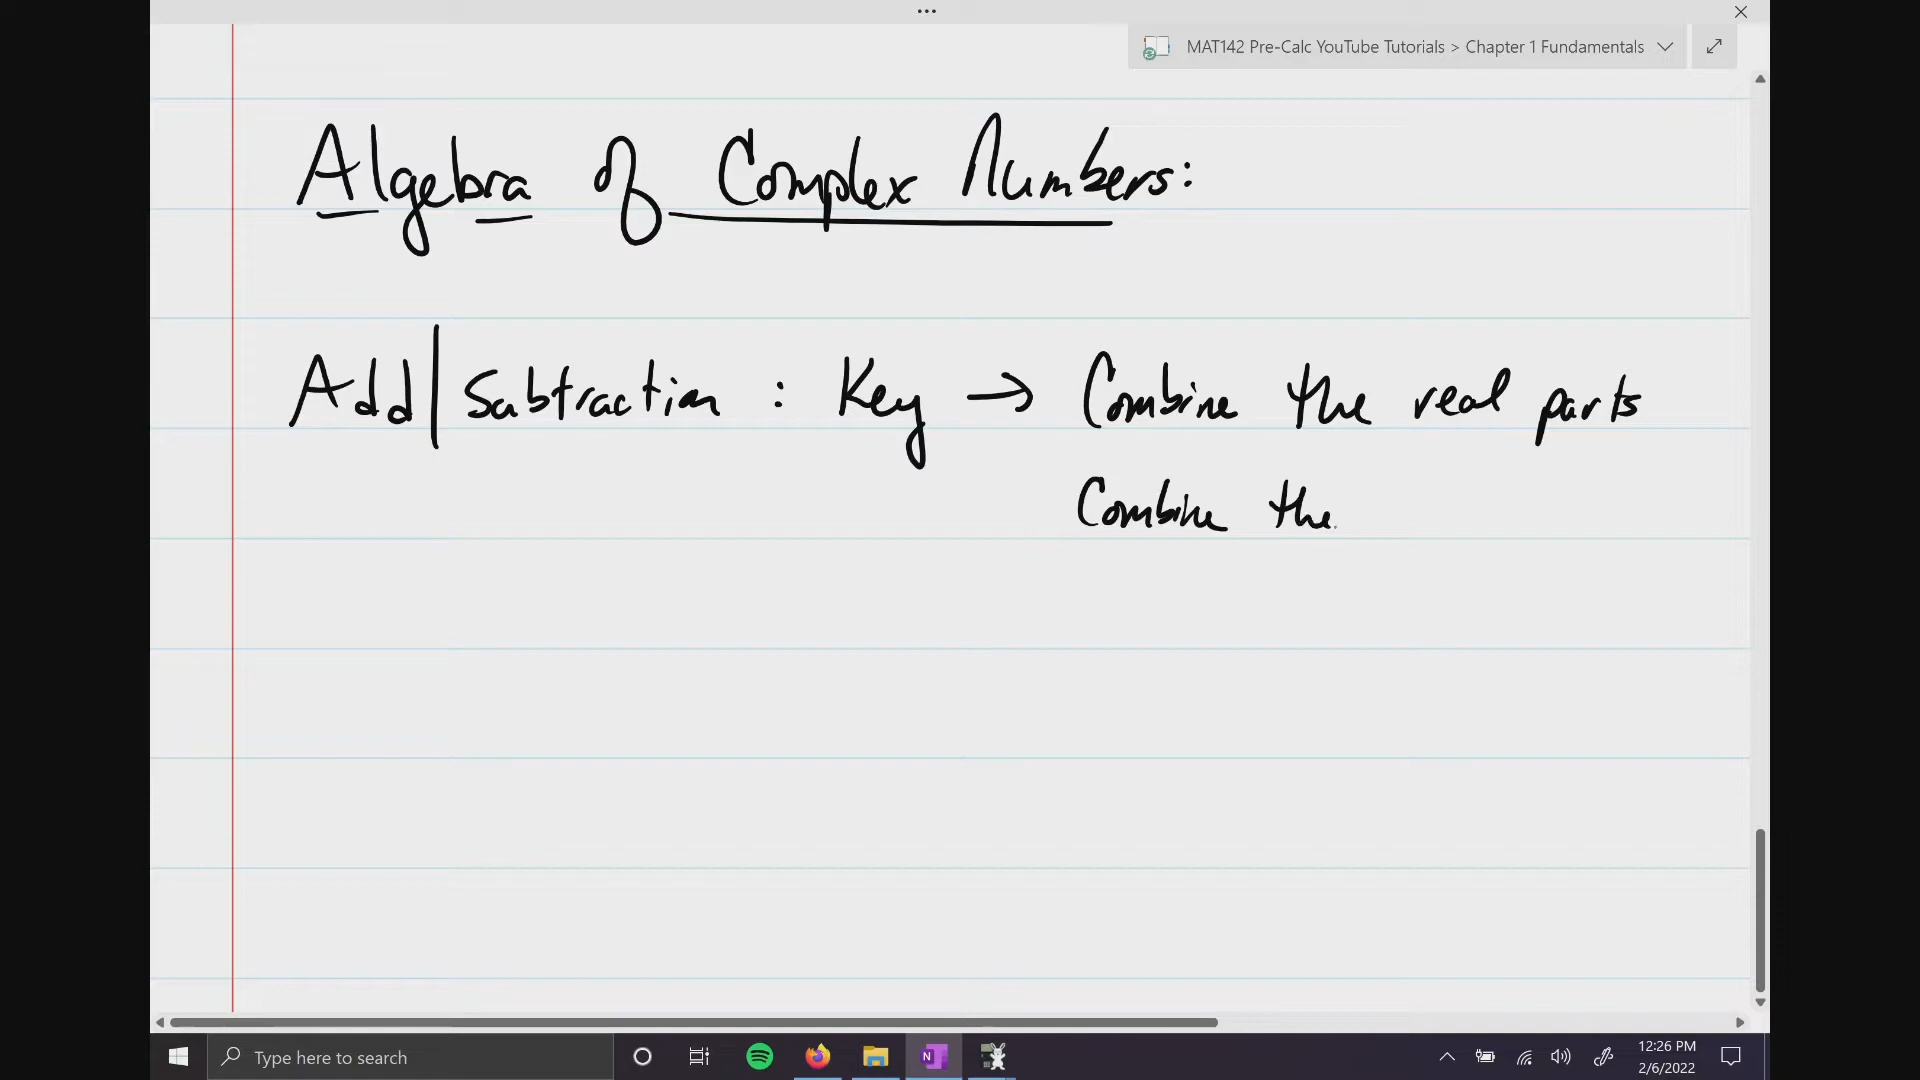 ...
MAT142 Pre-Calc YouTube Tutorials > Chapter 1 Fundamentals
Algebra of Complex Numbers:
Add|Subtraction : Key → Combine the real parts
Combine the
Type here to search
12:26 PM
2/6/2022